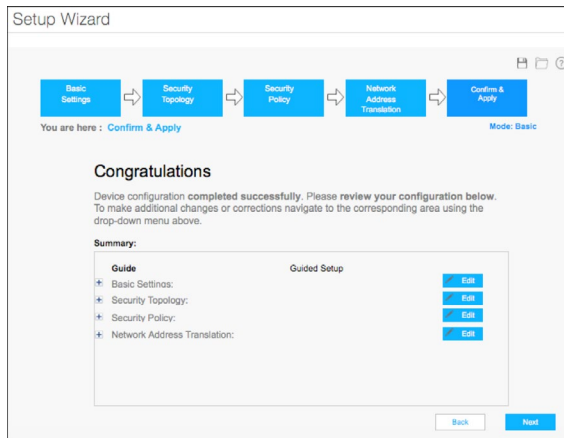 Setup Wizard
Basic Settings
Security Topology
Security Policy
Network Address Translation
Confirm & Apply
You are here : Confirm & Apply
Mode: Basic
Congratulations
Device configuration completed successfully. Please review your configuration below.
To make additional changes or corrections navigate to the corresponding area using the
drop-down menu above.
Summary:
Guide Guided Setup
Basic Settings: Edit
Security Topology: Edit
Security Policy: Edit
Network Address Translation: Edit
Back Next